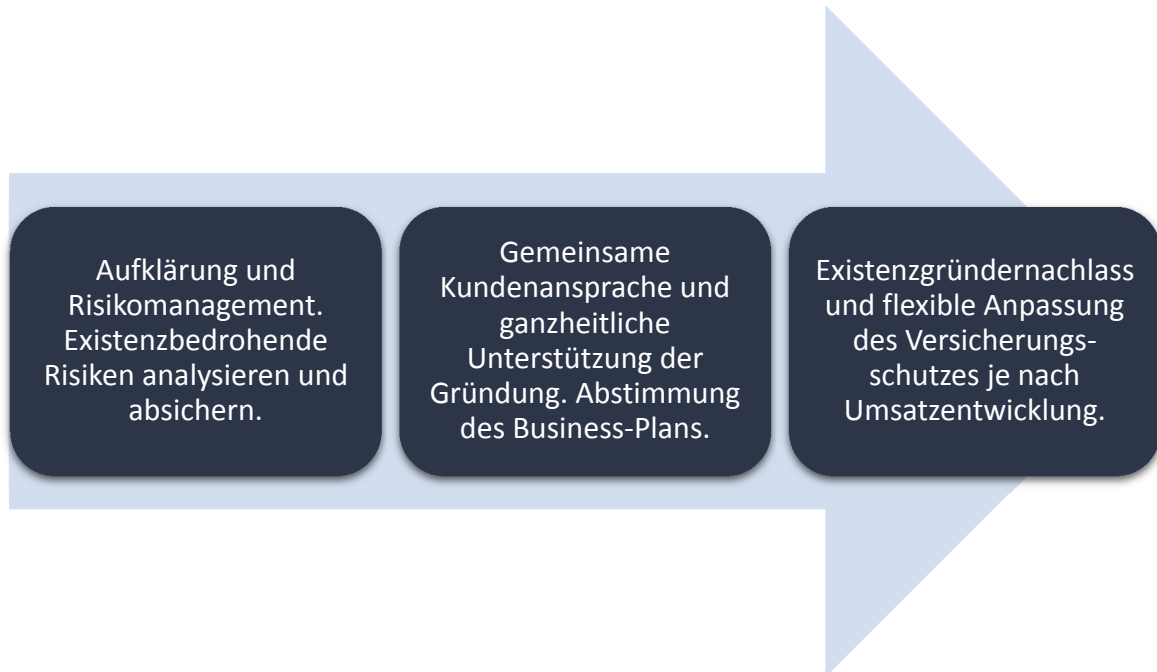 Aufklärung und
Risikomanagement.
Existenzbedrohende
Risiken analysieren und
absichern.
Gemeinsame
Kundenansprache und
ganzheitliche
Unterstützung der
Gründung. Abstimmung
des Business-Plans.
Existenzgründernachlass
und flexible Anpassung
des Versicherungs-
schutzes je nach
Umsatzentwicklung.